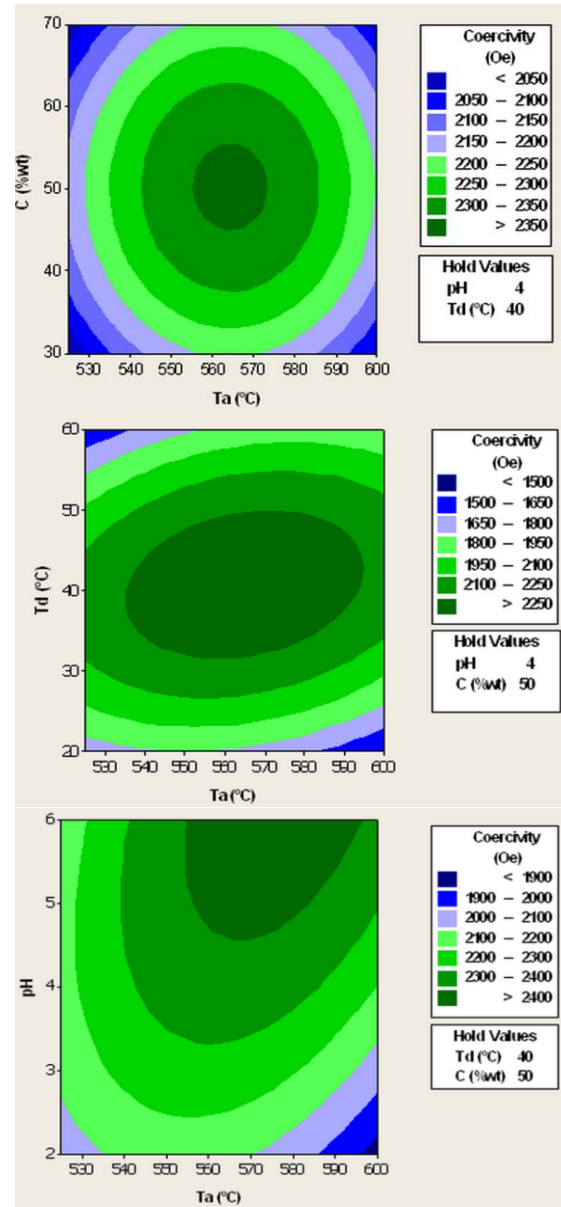 70
60
50
40
30
C (%wt)
530 540 550 560 570 580 590 600
Ta (°C)
Coercivity
(Oe)
< 2050
2050 – 2100
2100 – 2150
2150 – 2200
2200 – 2250
2250 – 2300
2300 – 2350
> 2350
Hold Values
pH 4
Td (°C) 40
60
50
40
30
20
Td (°C)
530 540 550 560 570 580 590 600
Ta (°C)
Coercivity
(Oe)
< 1500
1500 – 1650
1650 – 1800
1800 – 1950
1950 – 2100
2100 – 2250
> 2250
Hold Values
pH 4
C (%wt) 50
6
5
4
3
2
pH
530 540 550 560 570 580 590 600
Ta (°C)
Coercivity
(Oe)
< 1900
1900 – 2000
2000 – 2100
2100 – 2200
2200 – 2300
2300 – 2400
> 2400
Hold Values
Td (°C) 40
C (%wt) 50